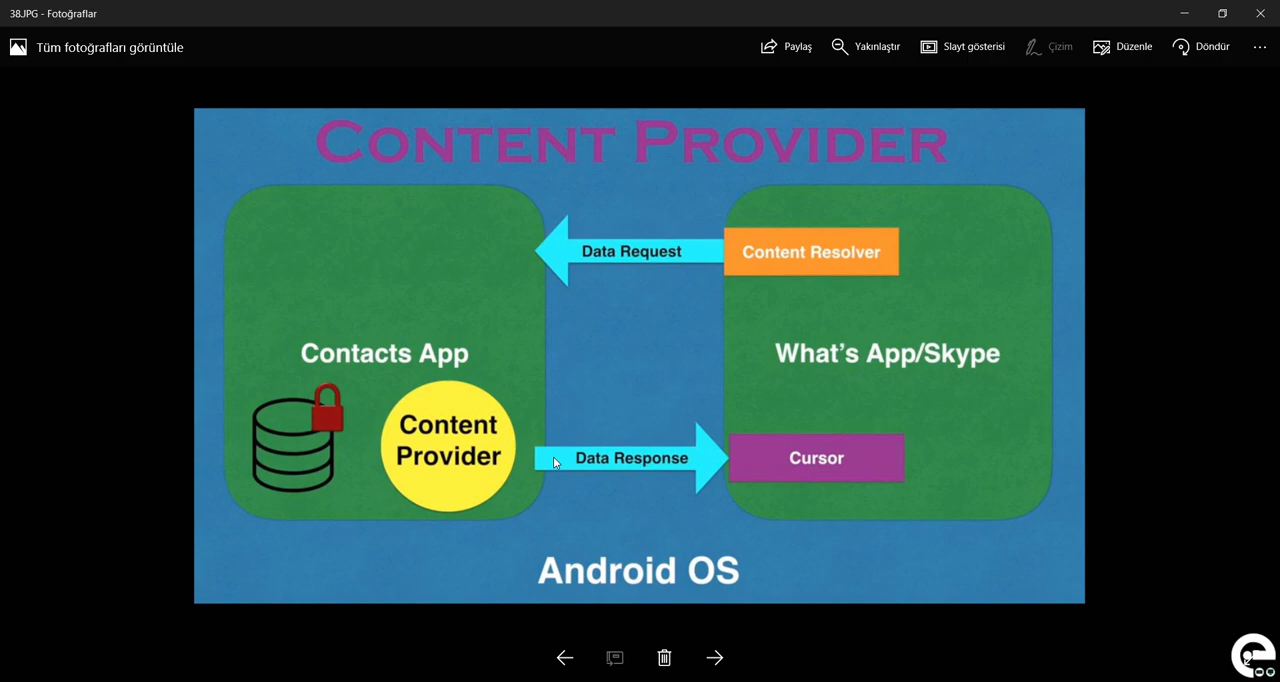 38.JPG - Fotoğraflar
Tüm fotoğrafları görüntüle
Paylaş
Yakınlaştır
Slayt gösterisi
Çizim
Düzenle
Döndür
CONTENT PROVIDER
Data Request
Content Resolver
Contacts App
What's App/Skype
Content
Provider
Data Response
Cursor
Android OS